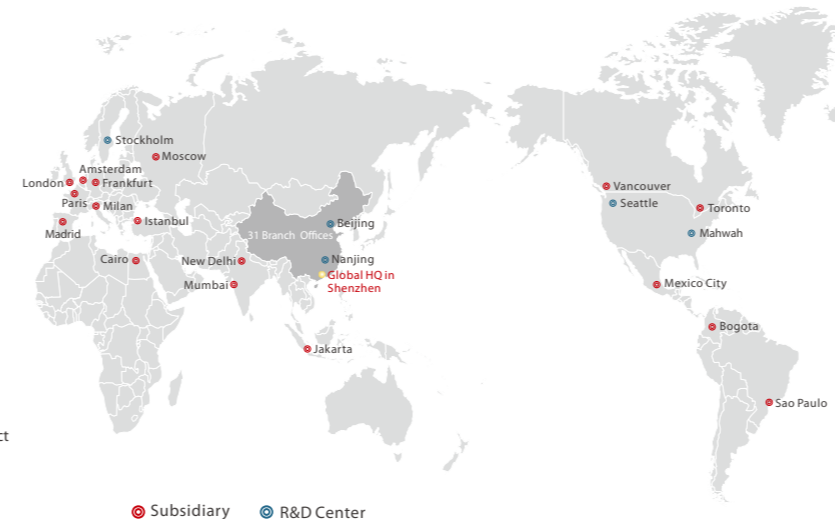 Stockholm
Moscow
Amsterdam
London
Frankfurt
Paris
Milan
Istanbul
Madrid
Cairo
New Delhi
Mumbai
31 Branch Offices
Beijing
Nanjing
Global HQ in
Shenzhen
Jakarta
Vancouver
Seattle
Toronto
Mahwah
Mexico City
Bogota
Sao Paulo
ct
Subsidiary
R&D Center